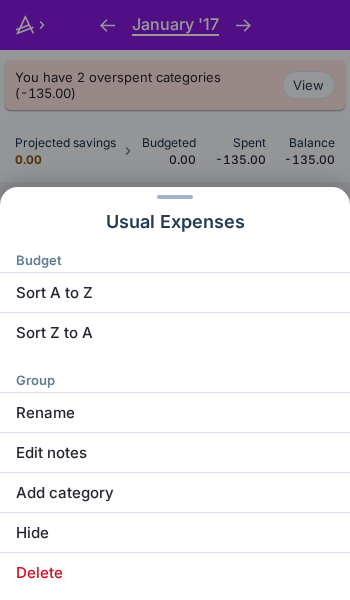 January '17
You have 2 overspent categories
(-135.00)
View
Projected savings
0.00
Budgeted
0.00
Spent
-135.00
Balance
-135.00
Usual Expenses
Budget
Sort A to Z
Sort Z to A
Group
Rename
Edit notes
Add category
Hide
Delete